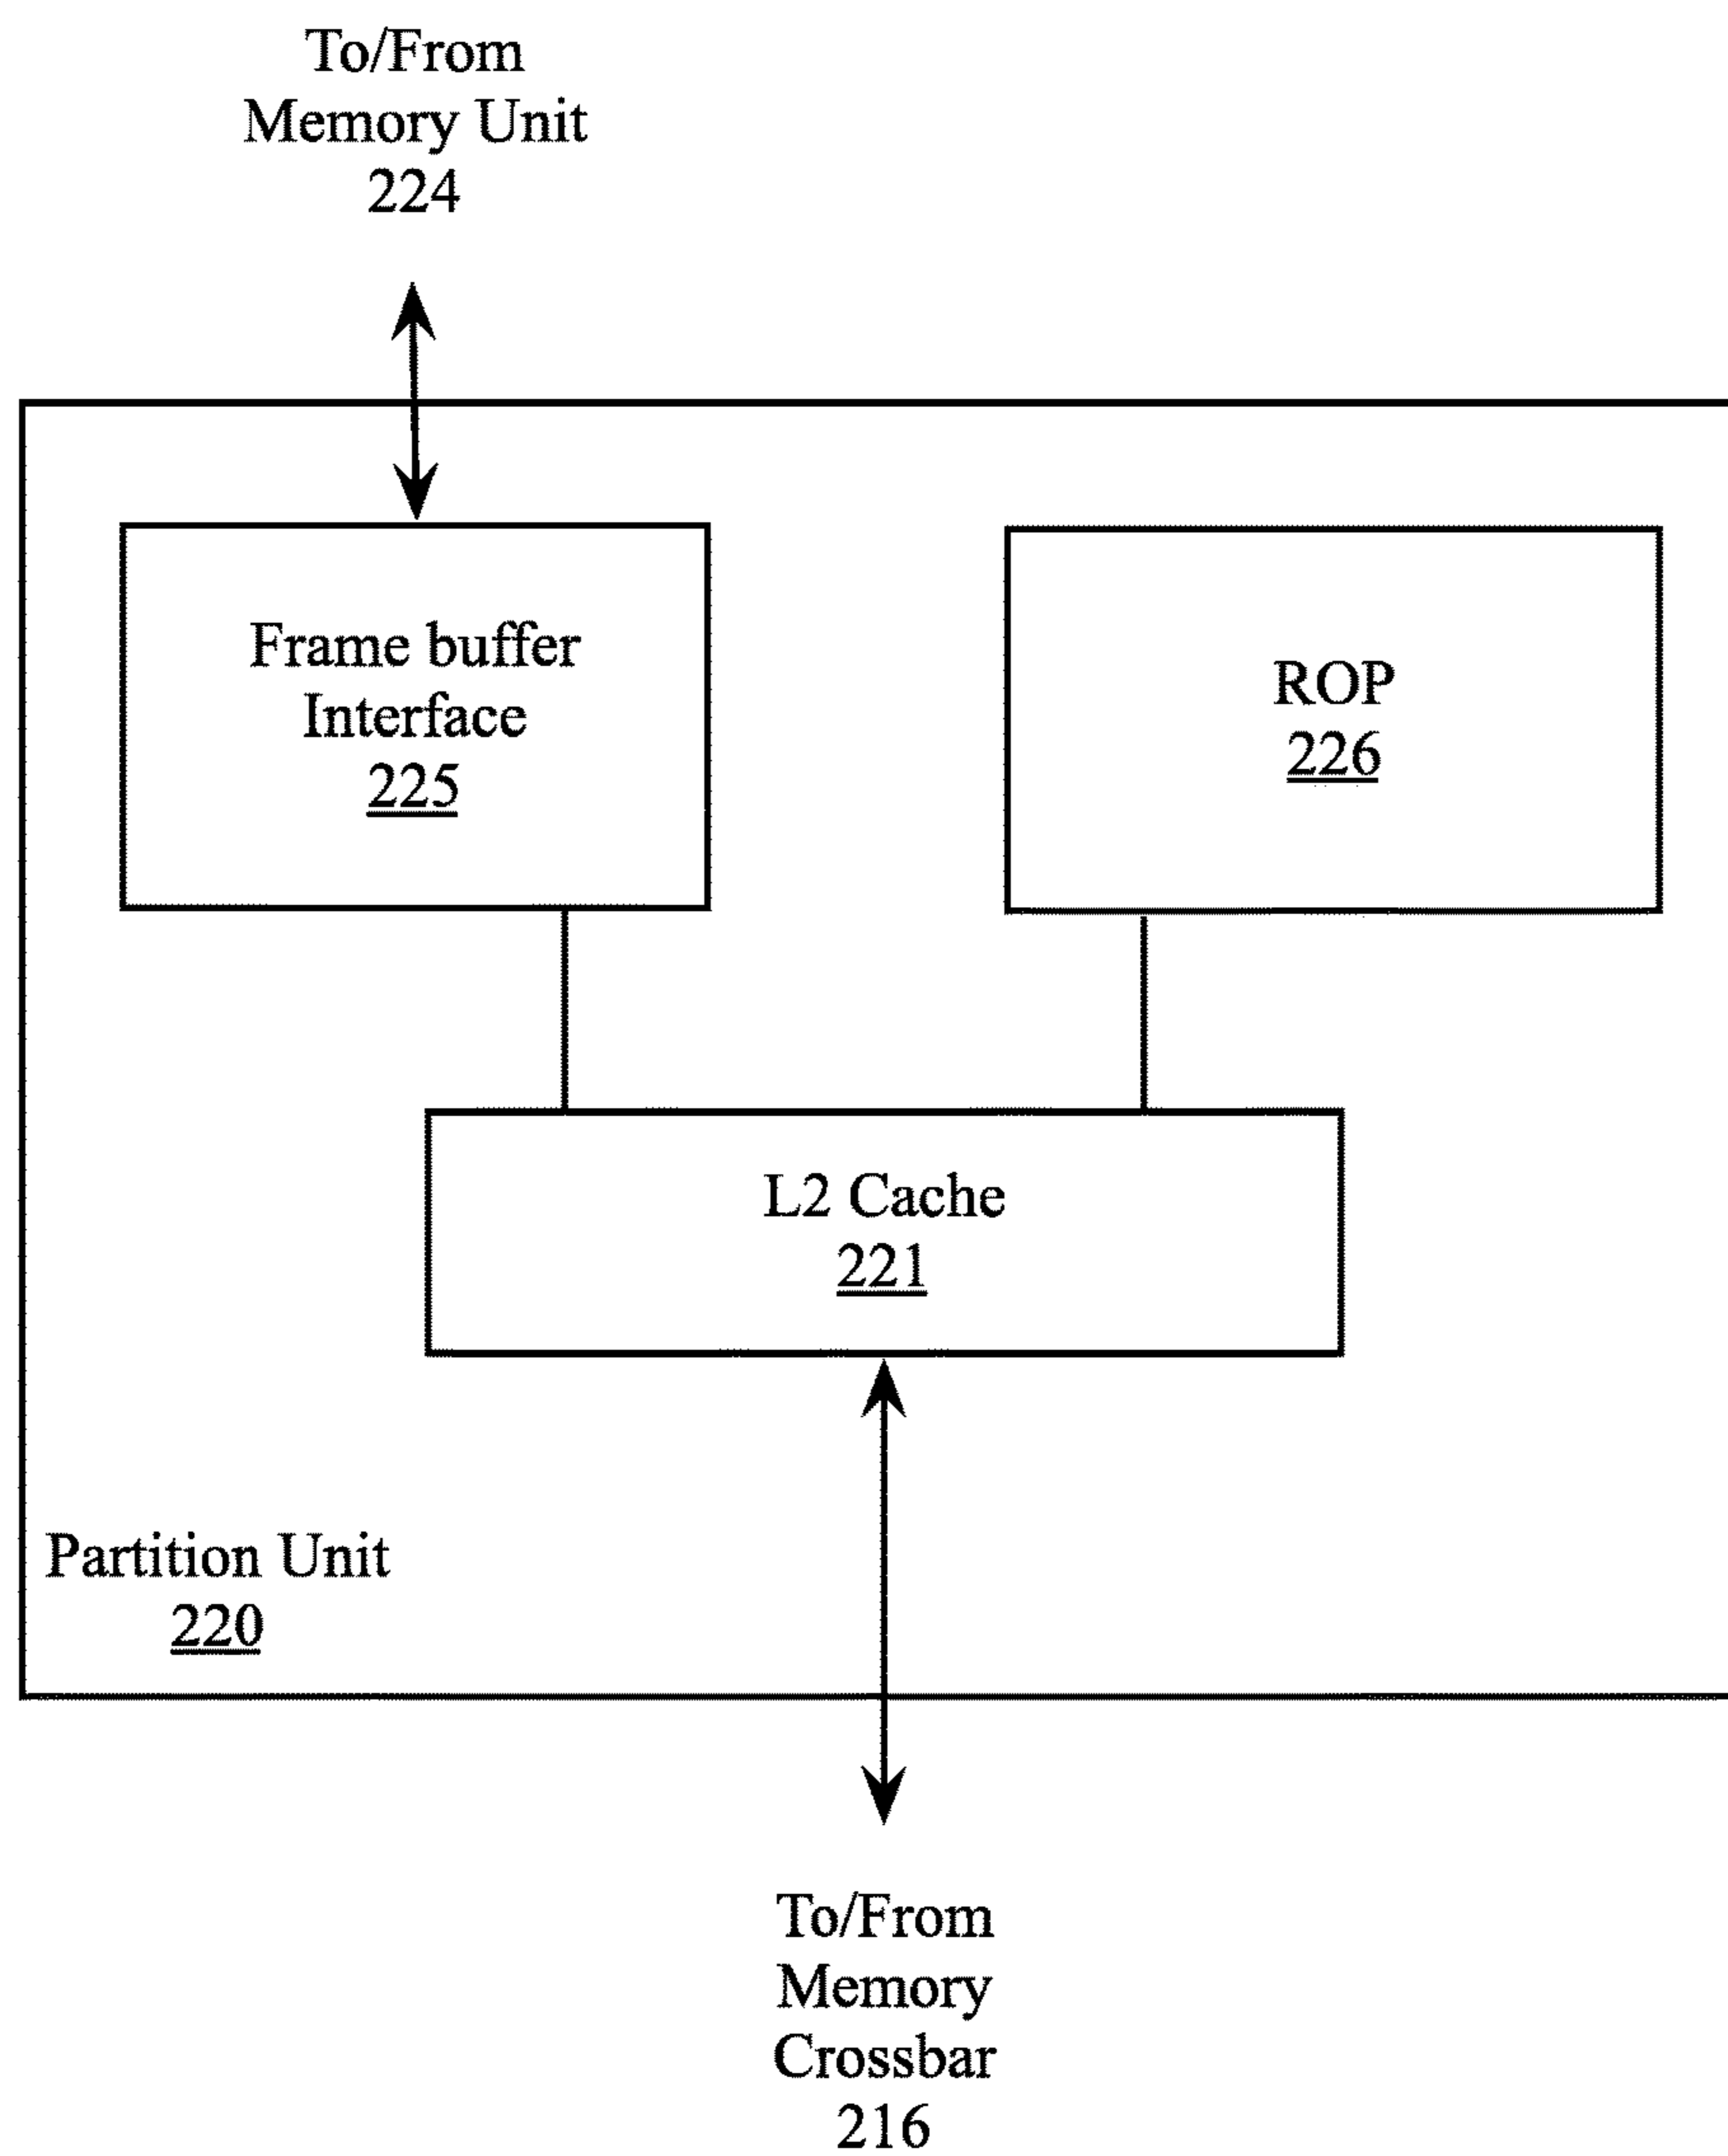 To/From
Memory Unit
224
Frame buffer
Interface
225
ROP
226
L2 Cache
221
Partition Unit
220
To/From
Memory
Crossbar
216